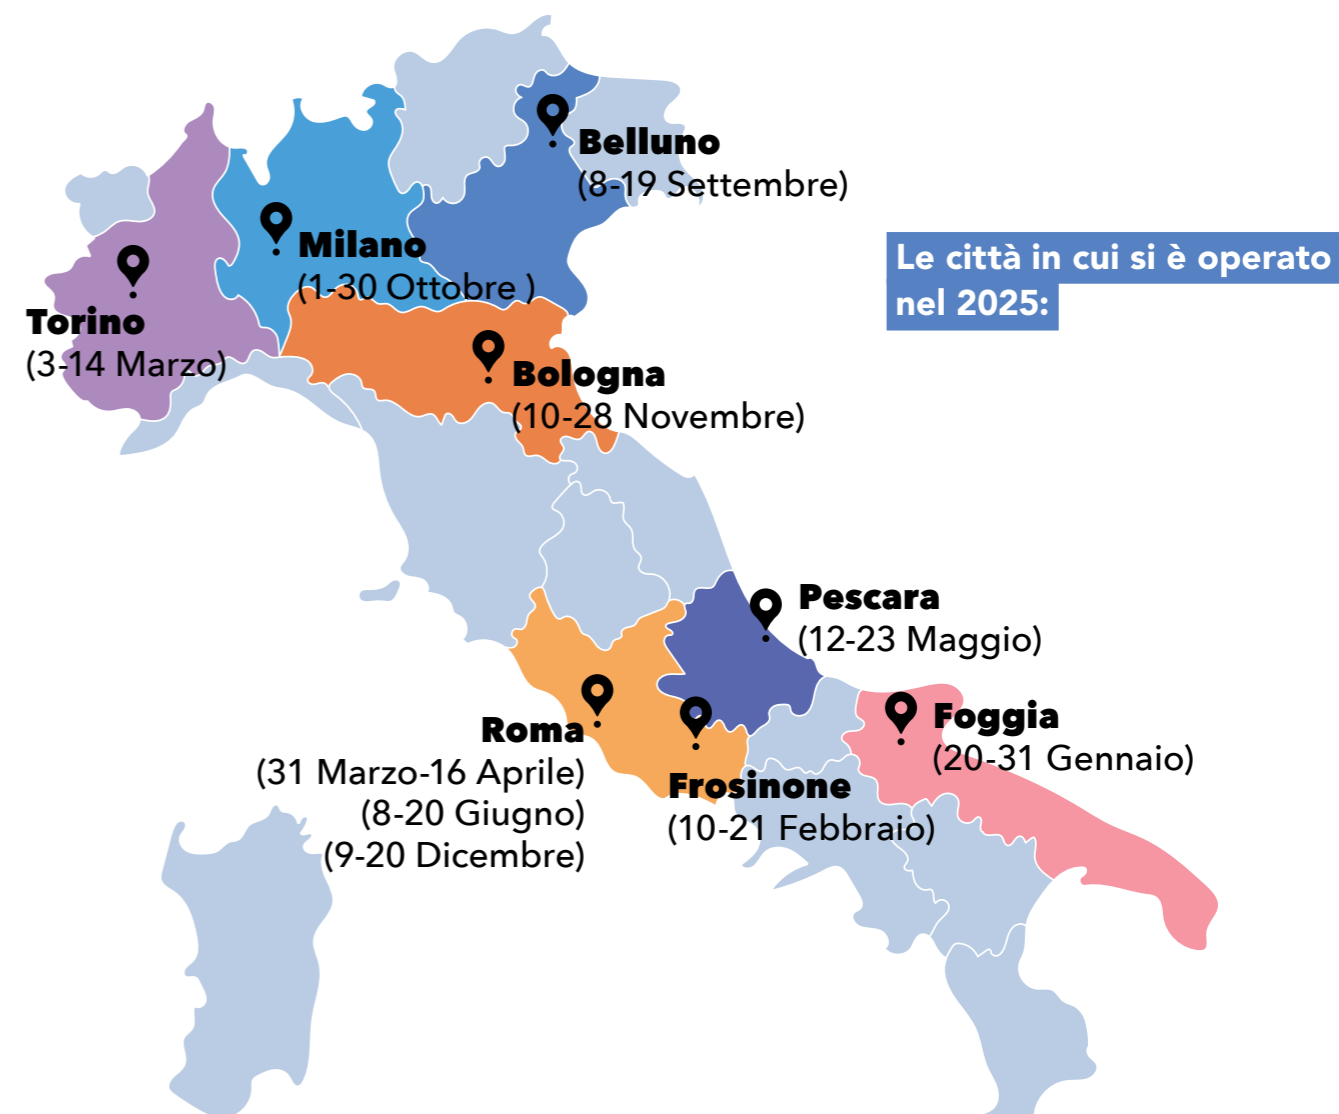 Belluno
(8-19 Settembre)
Milano
(1-30 Ottobre )
Le città in cui si è operato
nel 2025:
Torino
(3-14 Marzo)
Bologna
(10-28 Novembre)
Pescara
(12-23 Maggio)
Roma
(31 Marzo-16 Aprile)
(8-20 Giugno)
(9-20 Dicembre)
Frosinone
(10-21 Febbraio)
Foggia
(20-31 Gennaio)